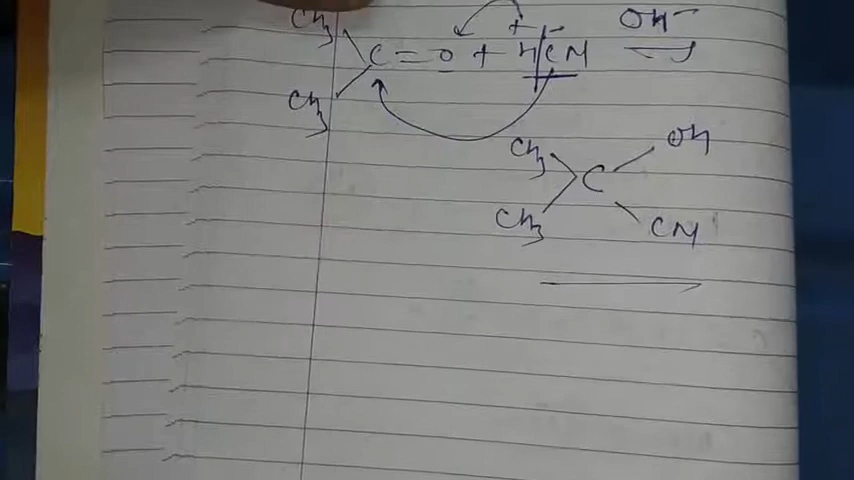 CH3 + - OH-
C = O + H CN ⇌
CH3
CH3 OH
C
CH3 CN